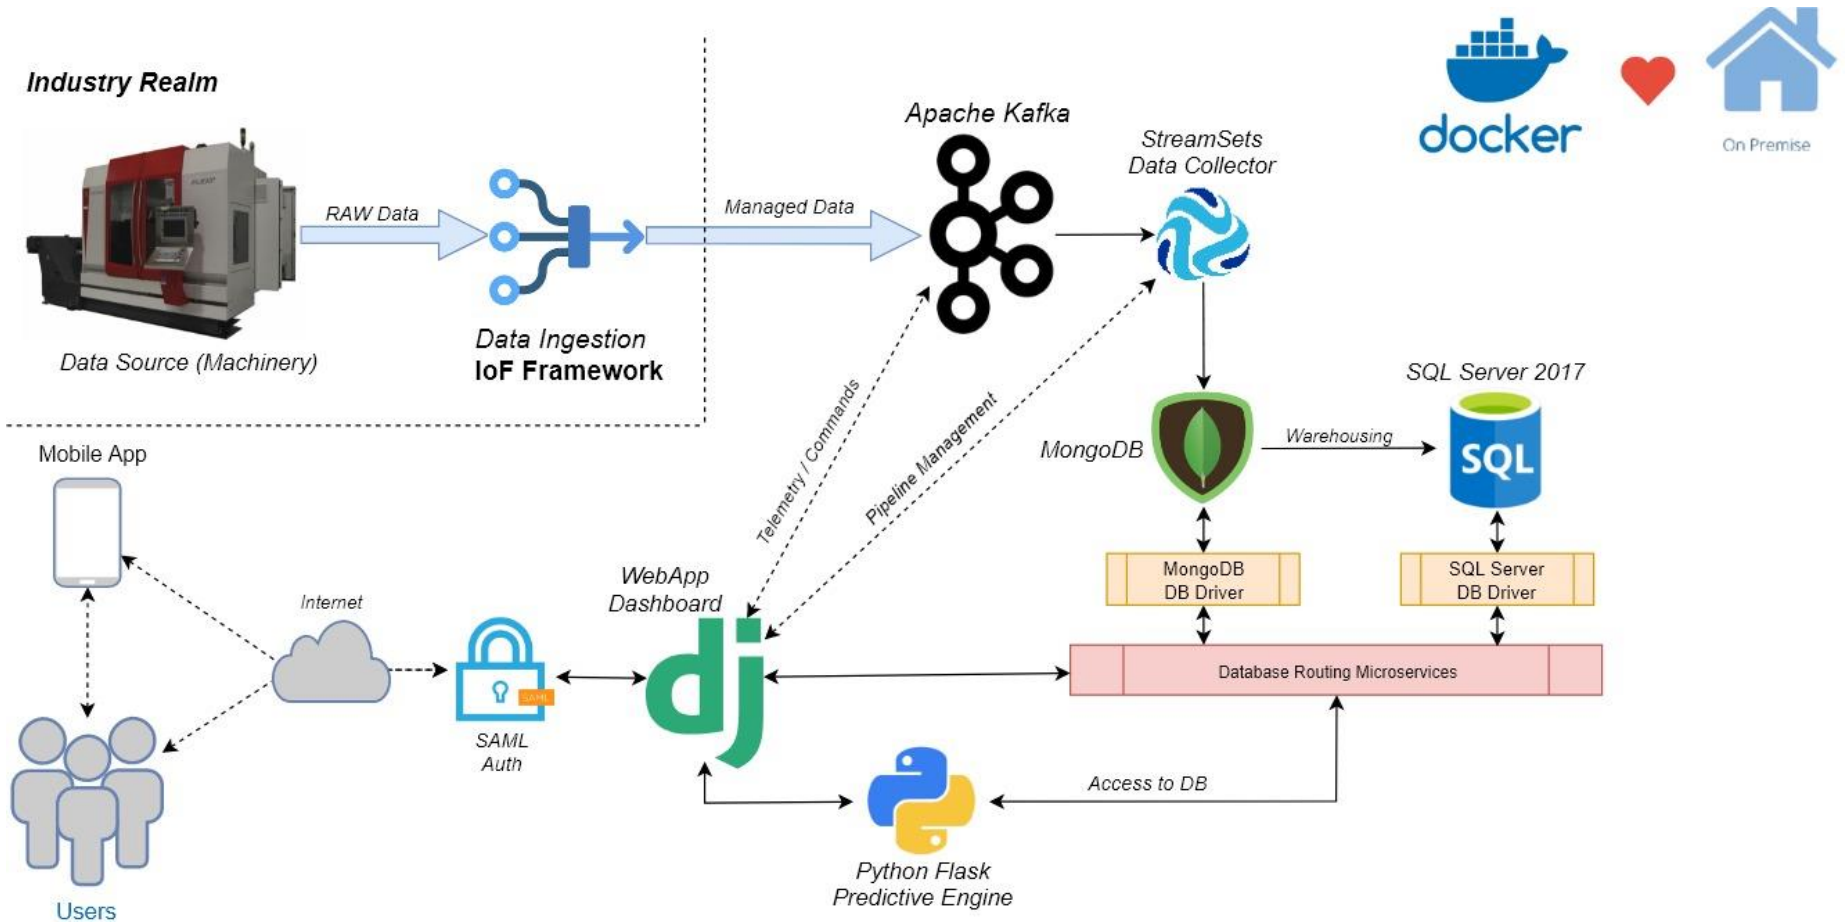 Industry Realm
docker
On Premise
Apache Kafka
StreamSets
Data Collector
RAW Data
Managed Data
Data Source (Machinery)
Data Ingestion
IoF Framework
SQL Server 2017
Telemetry / Commands
Pipeline Management
MongoDB
Warehousing
SQL
Mobile App
MongoDB
DB Driver
SQL Server
DB Driver
WebApp
Dashboard
dj
Internet
SAML
SAML
Auth
Database Routing Microservices
Access to DB
Python Flask
Predictive Engine
Users